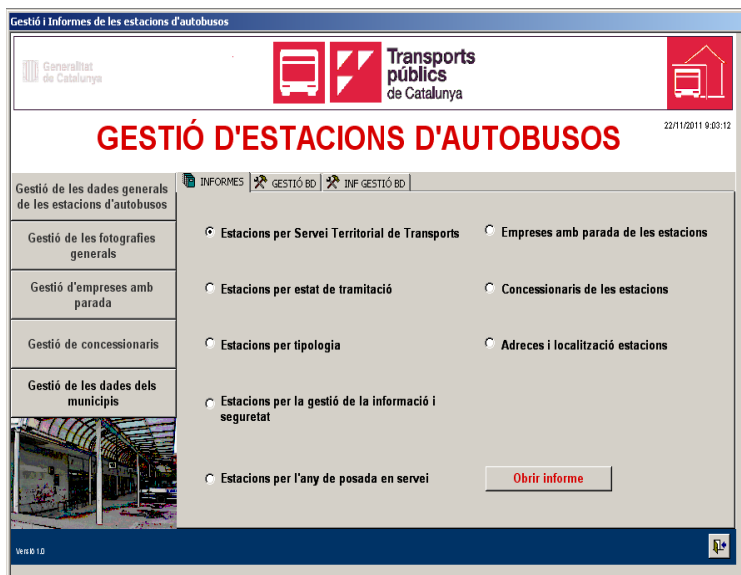 Gestió i Informes de les estacions d'autobusos
Generalitat
de Catalunya
Transports
públics
de Catalunya
GESTIÓ D'ESTACIONS D'AUTOBUSOS
22/11/2011 9:03:12
Gestió de les dades generals
de les estacions d'autobusos
Gestió de les fotografies
generals
Gestió d'empreses amb
parada
Gestió de concessionaris
Gestió de les dades dels
municipis
INFORMES
GESTIÓ BD
INF GESTIÓ BD
Estacions per Servei Territorial de Transports
Empreses amb parada de les estacions
Estacions per estat de tramitació
Concessionaris de les estacions
Estacions per tipologia
Adreces i localització estacions
Estacions per la gestió de la informació i
seguretat
Estacions per l'any de posada en servei
Obrir informe
Versió 1.0